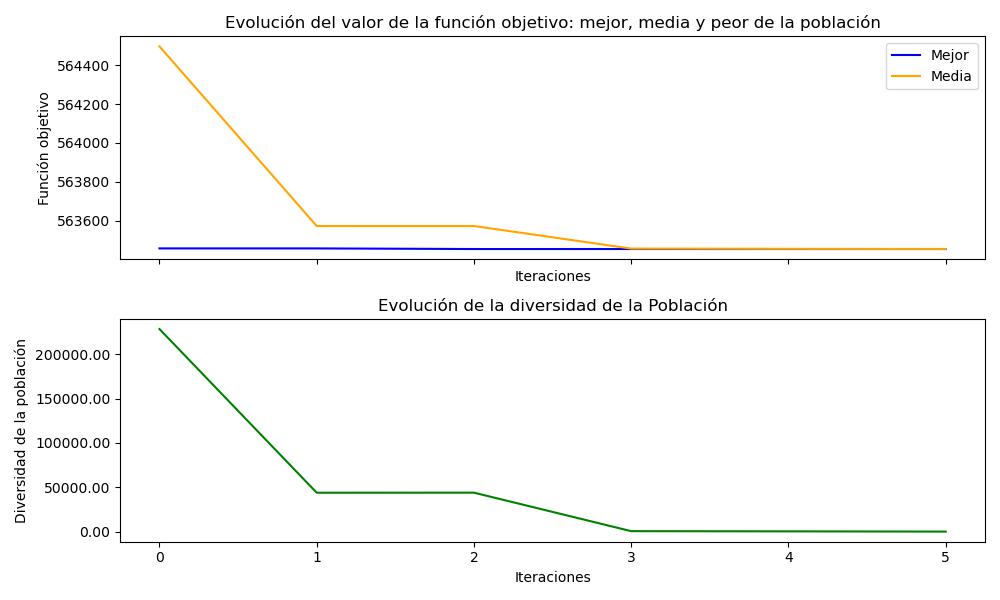 Evolución del valor de la función objetivo: mejor, media y peor de la población
Función objetivo
564400
564200
564000
563800
563600
Mejor
Media
Iteraciones
Evolución de la diversidad de la Población
Diversidad de la población
200000.00
150000.00
100000.00
50000.00
0.00
0 1 2 3 4 5
Iteraciones